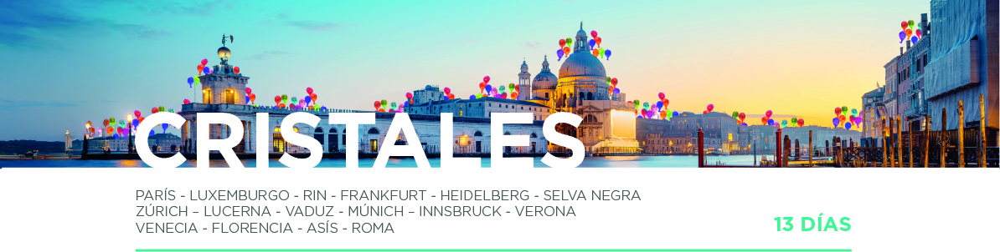 CRISTALES
PARÍS - LUXEMBURGO - RIN - FRANKFURT - HEIDELBERG - SELVA NEGRA
ZÚRICH – LUCERNA - VADUZ - MÚNICH – INNSBRUCK - VERONA
VENECIA - FLORENCIA - ASÍS - ROMA
13 DÍAS